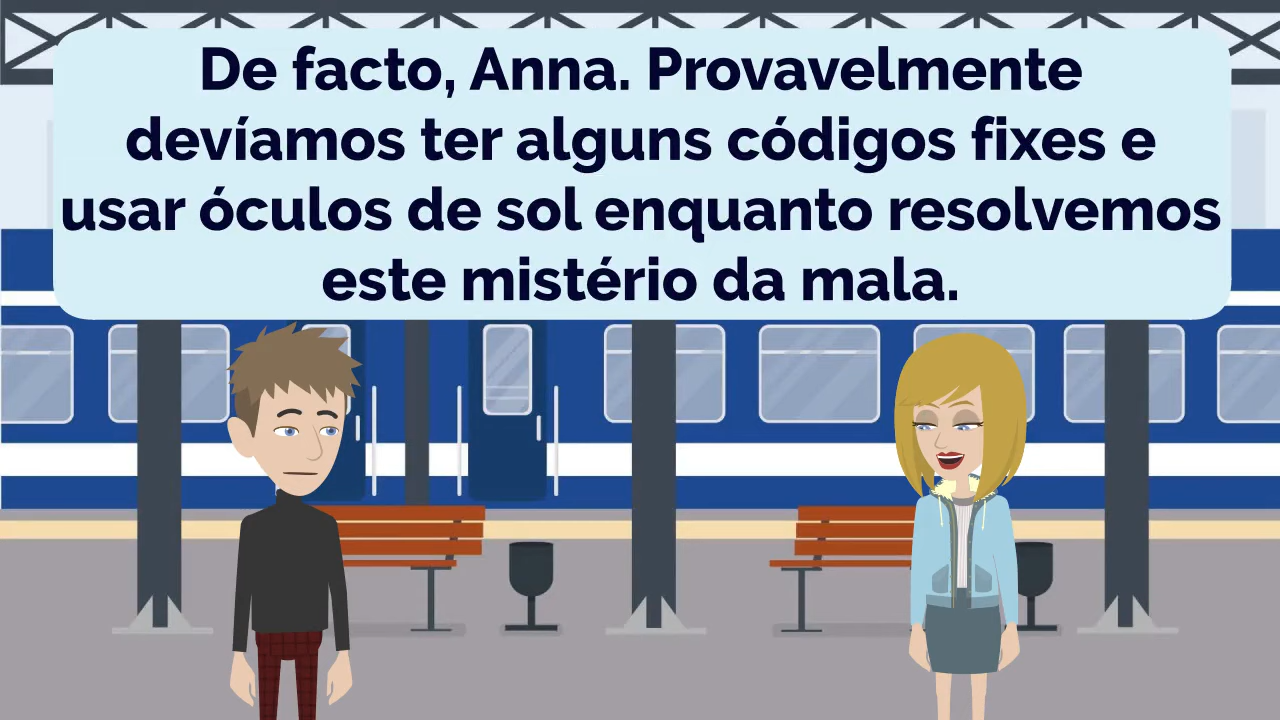 De facto, Anna. Provavelmente
devíamos ter alguns códigos fixes e
usar óculos de sol enquanto resolvemos
este mistério da mala.